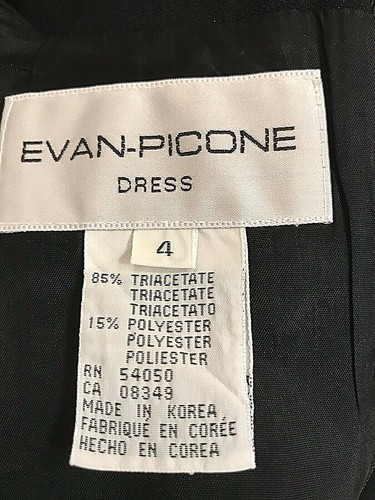 EVAN-PICONE
DRESS
4
85% TRIACETATE
TRIACETATE
TRIACETATO
15% POLYESTER
POLYESTER
POLIESTER
RN 54050
CA 08349
MADE IN KOREA
FABRIQUÉ EN CORÉE
HECHO EN COREA